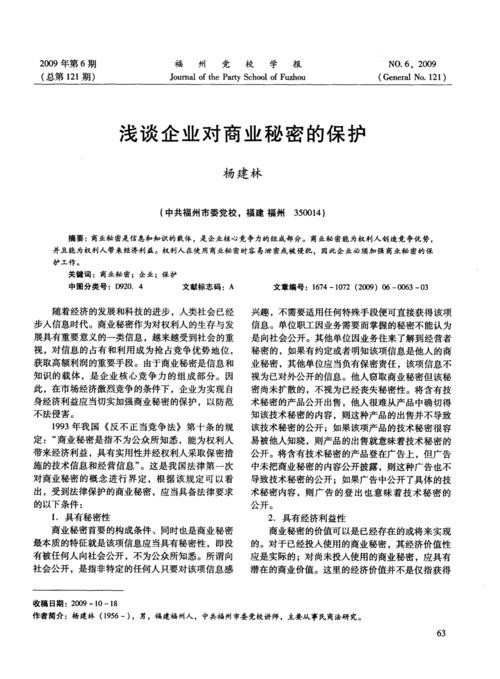 2009 年第 6 期
福 州 党 校 学 报
NO. 6, 2009
（总第 121 期）
Journal of the Party School of Fuzhou
(General No. 121)
浅谈企业对商业秘密的保护
杨建林
（中共福州市委党校，福建 福州 350014）
摘要：商业秘密是信息和知识的载体，是企业核心竞争力的组成部分。商业秘密能为权利人创造竞争优势，
并且能为权利人带来经济利益。权利人在使用商业秘密时容易泄密或被侵犯，因此企业必须加强商业秘密的保
护工作。
关键词：商业秘密；企业；保护
中图分类号：D920. 4 文献标识码：A 文章编号：1674-1072（2009）06-0063-03
随着经济的发展和科技的进步，人类社会已经
步入信息时代。商业秘密作为对权利人的生存与发
展具有重要意义的一类信息，越来越受到社会的重
视，对信息的占有和利用成为抢占竞争优势地位，
获取高额利润的重要手段。由于商业秘密是信息和
知识的载体，是企业核心竞争力的组成部分。因
此，在市场经济激烈竞争的条件下，企业为实现自
身经济利益应当切实加强商业秘密的保护，以防范
不法侵害。
1993 年我国《反不正当竞争法》第十条的规
定：“商业秘密是指不为公众所知悉，能为权利人
带来经济利益，具有实用性并经权利人采取保密措
施的技术信息和经营信息”。这是我国法律第一次
对商业秘密的概念进行界定，根据该规定可以看
出，受到法律保护的商业秘密，应当具备法律要求
的以下条件：
1. 具有秘密性
商业秘密首要的构成条件、同时也是商业秘密
最本质的特征就是该项信息应当具有秘密性，即没
有被任何人向社会公开，不为公众所知悉。所谓向
社会公开，是指非特定的任何人只要对该项信息感
兴趣，不需要适用任何特殊手段便可直接获得该项
信息。单位职工因业务需要而掌握的秘密不能认为
是向社会公开。其他单位因业务往来了解到经营者
秘密的，如果有约定或者明知该项信息是他人的商
业秘密，其他单位应当负有保密责任，该项信息不
视为已对外公开的信息。他人窃取商业秘密但该秘
密尚未扩散的，不视为已经丧失秘密性。将含有技
术秘密的产品公开出售，他人很难从产品中确切得
知该技术秘密的内容，则这种产品的出售并不导致
该技术秘密的公开；如果该项产品的技术秘密很容
易被他人知晓，则产品的出售就意味着技术秘密的
公开。将含有技术秘密的产品登在广告上，但广告
中未把商业秘密的内容公开披露，则这种广告也不
导致技术秘密的公开；如果广告中公开了具体的技
术秘密内容，则广告的登出也意味着技术秘密的
公开。
2. 具有经济利益性
商业秘密的价值可以是已经存在的或将来实现
的。对于已经投入使用的商业秘密，其经济价值性
应是实际的；对尚未投入使用的商业秘密，应具有
潜在的商业价值。这里的经济价值并不是仅指获得
收稿日期：2009-10-18
作者简介：杨建林（1956-），男，福建福州人，中共福州市委党校讲师，主要从事民商法研究。
63